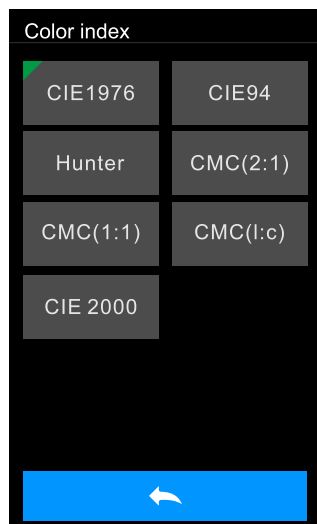 Color index
CIE1976
CIE94
Hunter
CMC(2:1)
CMC(1:1)
CMC(l:c)
CIE 2000